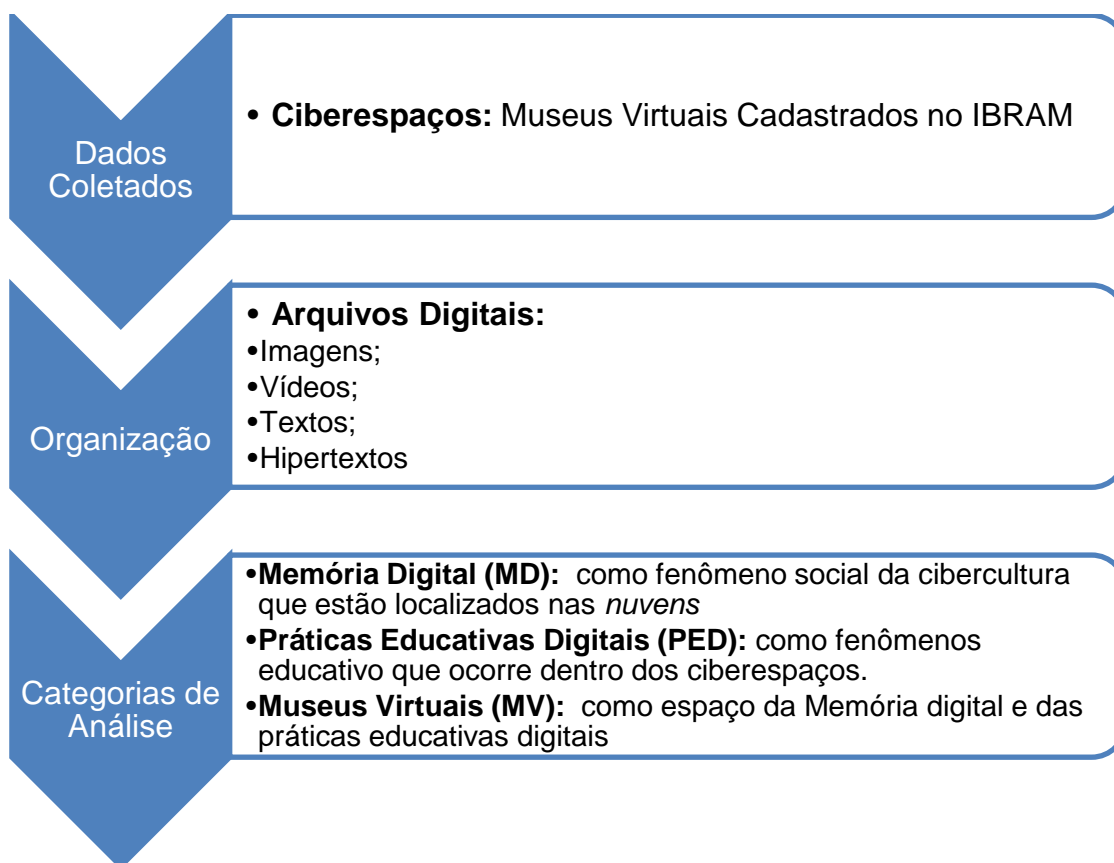 Dados
Coletados
• Ciberespaços: Museus Virtuais Cadastrados no IBRAM
Organização
• Arquivos Digitais:
•Imagens;
•Vídeos;
•Textos;
•Hipertextos
Categorias de
Análise
•Memória Digital (MD): como fenômeno social da cibercultura
que estão localizados nas nuvens
•Práticas Educativas Digitais (PED): como fenômenos
educativo que ocorre dentro dos ciberespaços.
•Museus Virtuais (MV): como espaço da Memória digital e das
práticas educativas digitais